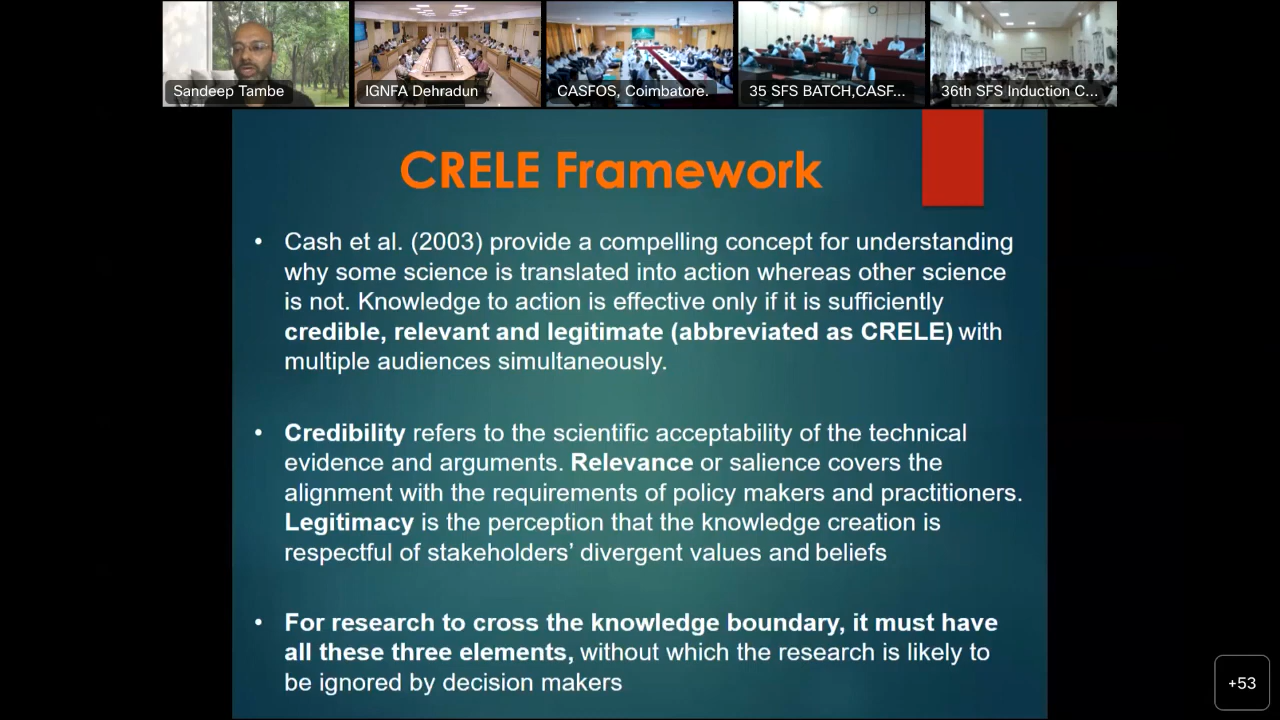 Sandeep Tambe
IGNFA Dehradun
CASFOS, Coimbatore.
35 SFS BATCH,CASF...
36th SFS Induction C...
CRELE Framework
• Cash et al. (2003) provide a compelling concept for understanding
why some science is translated into action whereas other science
is not. Knowledge to action is effective only if it is sufficiently
credible, relevant and legitimate (abbreviated as CRELE) with
multiple audiences simultaneously.
• Credibility refers to the scientific acceptability of the technical
evidence and arguments. Relevance or salience covers the
alignment with the requirements of policy makers and practitioners.
Legitimacy is the perception that the knowledge creation is
respectful of stakeholders’ divergent values and beliefs
• For research to cross the knowledge boundary, it must have
all these three elements, without which the research is likely to
be ignored by decision makers
+53